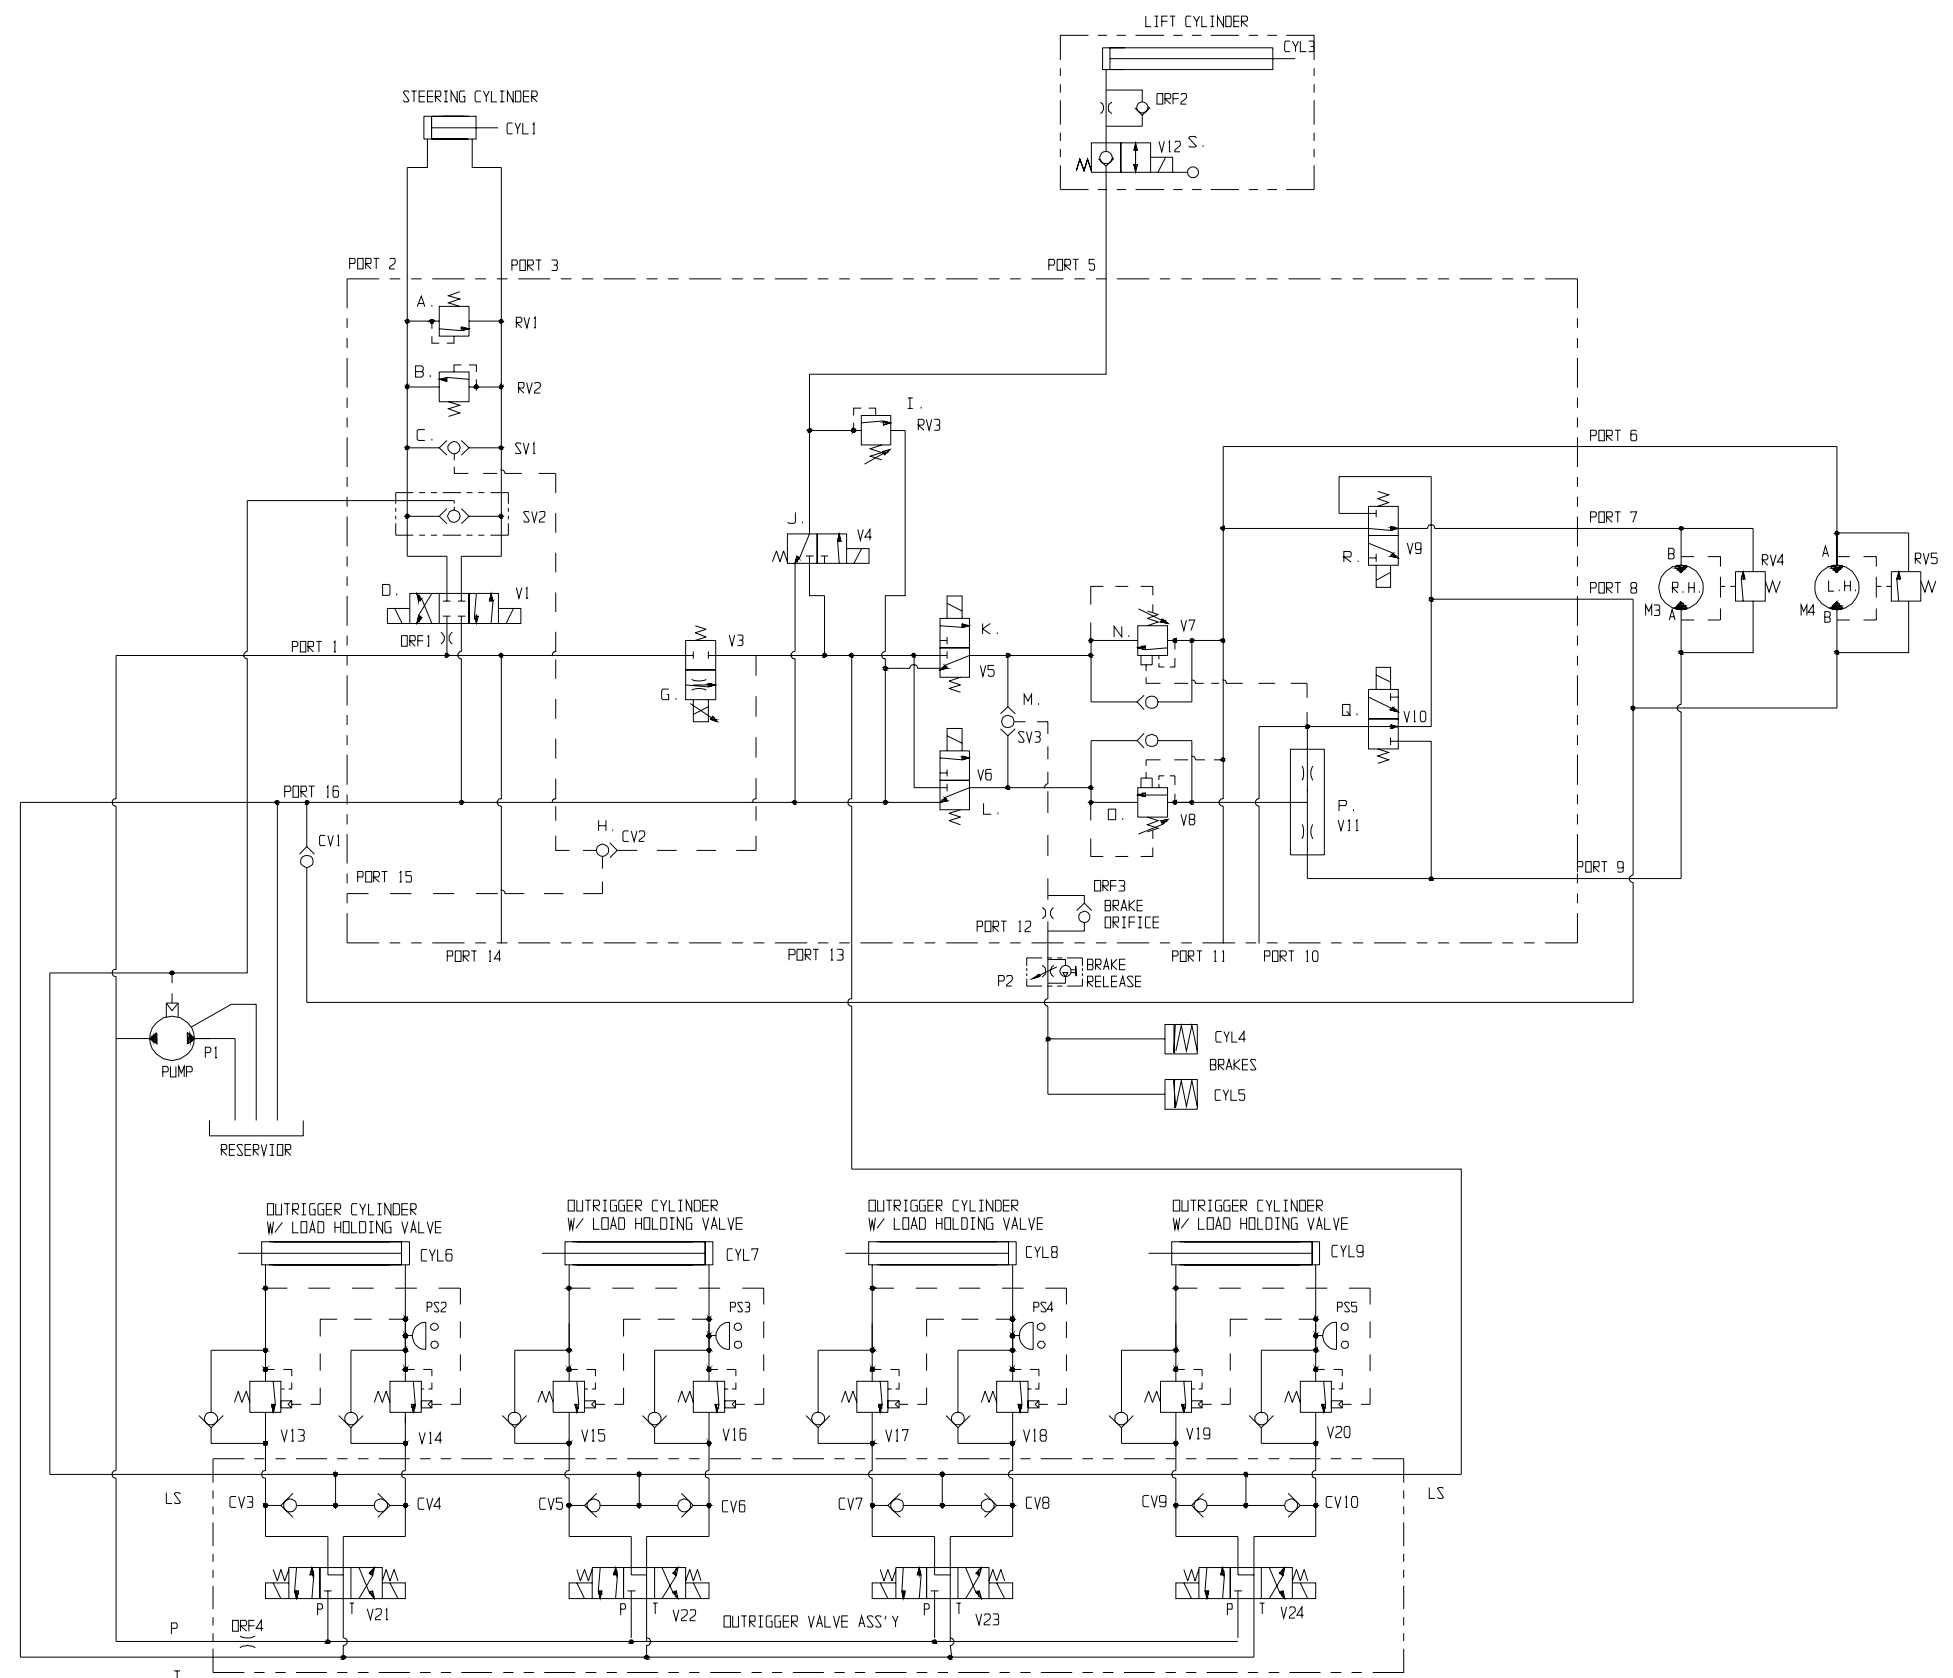 LIFT CYLINDER
CYL3
ORF2
V12 S.
STEERING CYLINDER
CYL1
PORT 2
PORT 3
PORT 5
A.
RV1
B.
RV2
C.
SV1
SV2
I.
RV3
J.
V4
D.
V1
ORF1
PORT 1
V3
G.
K.
V5
M.
SV3
V6
L.
N.
V7
O.
V8
PORT 6
PORT 7
V9
R.
PORT 8
B
R.H.
M3
A
RV4
A
L.H.
M4
B
RV5
Q.
V10
P.
V11
PORT 9
PORT 16
CV1
H.
CV2
PORT 15
ORF3
BRAKE
ORIFICE
PORT 12
PORT 14
PORT 13
PORT 11
PORT 10
P2
BRAKE
RELEASE
P1
PUMP
RESERVIOR
CYL4
BRAKES
CYL5
OUTRIGGER CYLINDER
W/ LOAD HOLDING VALVE
OUTRIGGER CYLINDER
W/ LOAD HOLDING VALVE
OUTRIGGER CYLINDER
W/ LOAD HOLDING VALVE
OUTRIGGER CYLINDER
W/ LOAD HOLDING VALVE
CYL6
CYL7
CYL8
CYL9
PS2
PS3
PS4
PS5
V13
V14
V15
V16
V17
V18
V19
V20
LS
LS
CV3
CV4
CV5
CV6
CV7
CV8
CV9
CV10
P T V21
P T V22
P T V23
P T V24
OUTRIGGER VALVE ASS'Y
P
ORF4
T